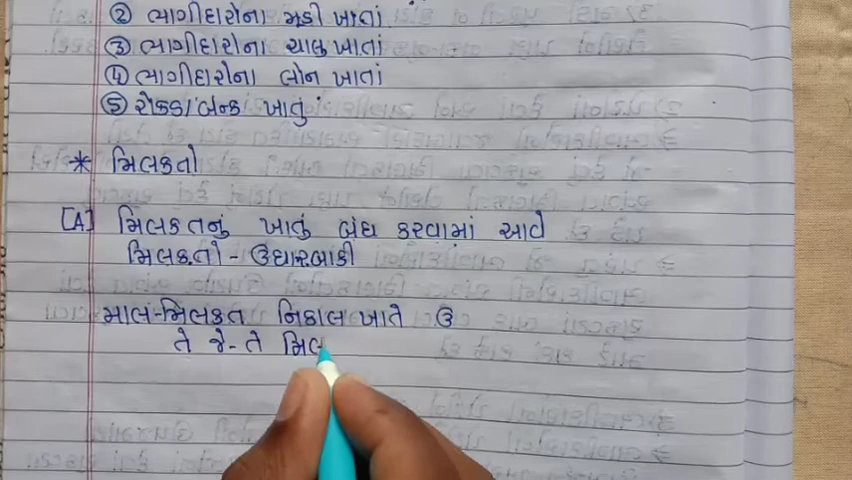 ② ભાગીદારોના મૂડી ખાતાં
③ ભાગીદારોના ચાલુ ખાતાં
④ ભાગીદારોના લોન ખાતાં
⑤ રોકડ/બેન્ક ખાતું
* મિલકતો
[A] મિલકતનું ખાતું બંધ કરવામાં આવે
મિલકતો - ઉધારબાકી
માલ-મિલકત નિકાલ ખાતે ઉ
તે જે-તે મિલ